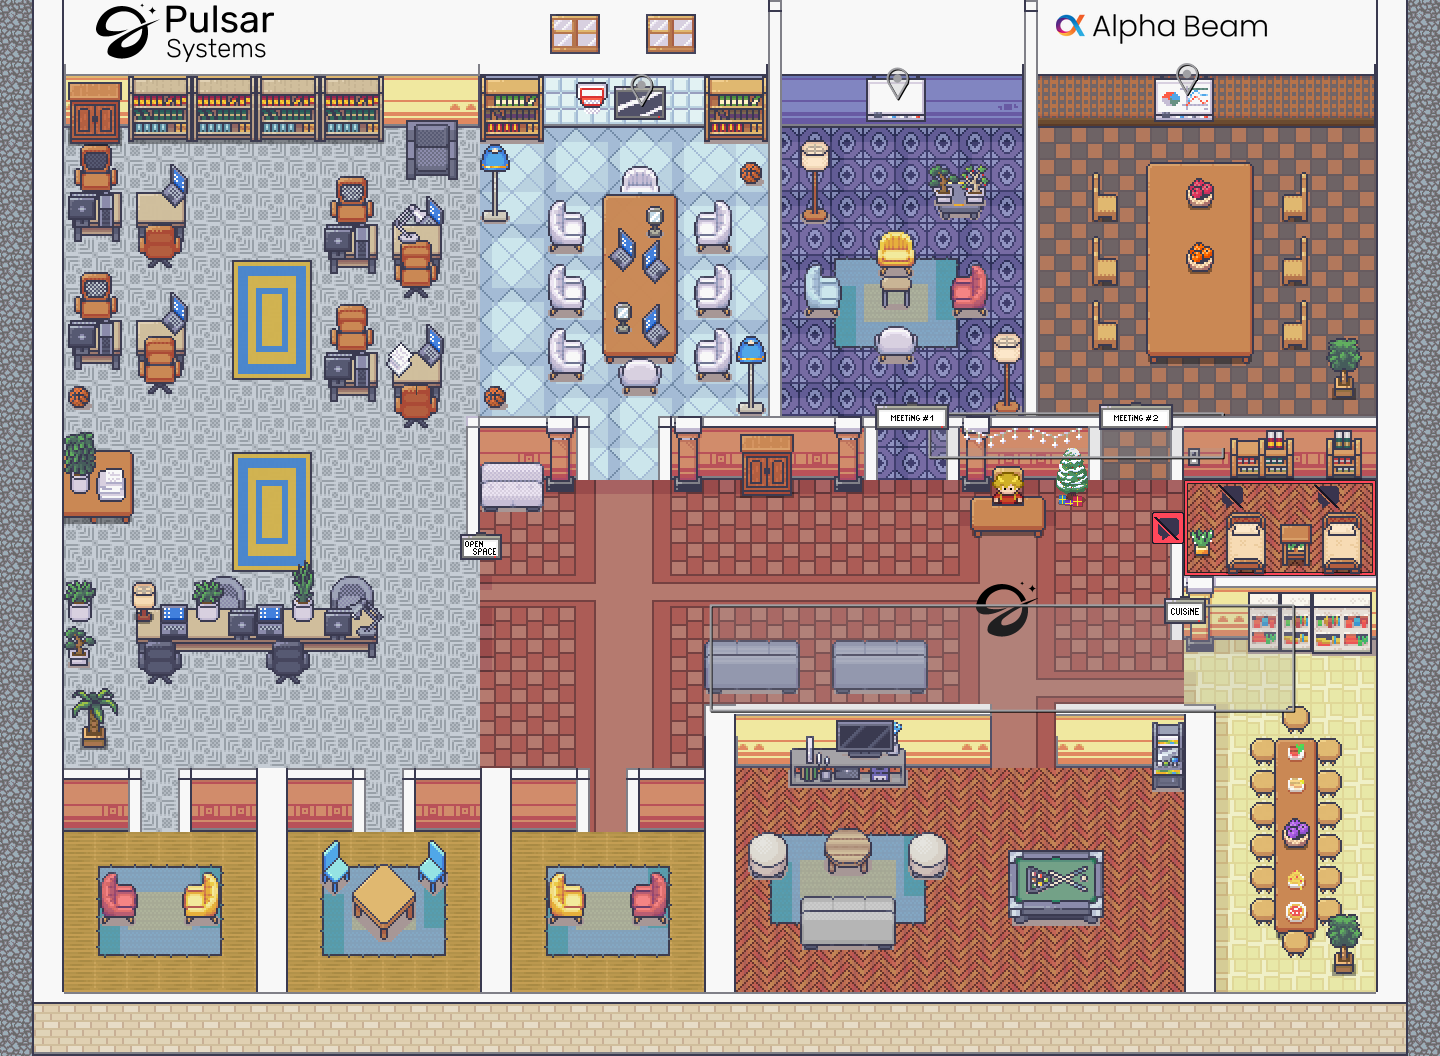 Pulsar
Systems
Alpha Beam
MEETING #1
MEETING #2
OPEN
SPACE
CUISINE